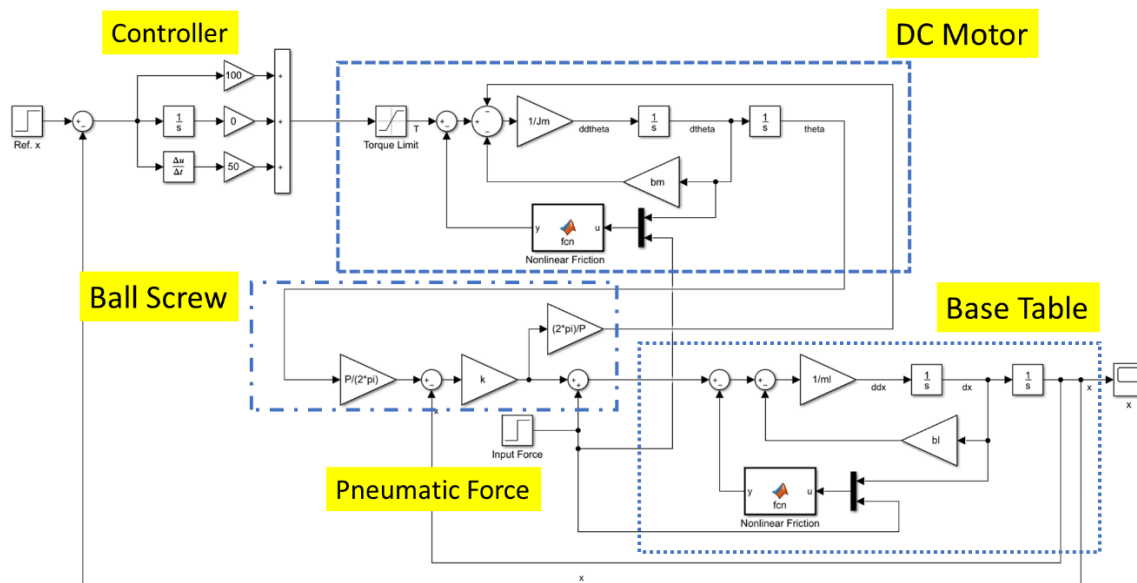 Controller
DC Motor
100
1
s
0
Δu
Δt
50
+
+
+
Ref. x
+
−
Torque Limit
T
+
−
+
−
−
1/Jm
ddtheta
1
s
dtheta
1
s
theta
bm
y
fcn
u
Nonlinear Friction
Ball Screw
(2*pi)/P
P/(2*pi)
+
−
k
+
+
x
Input Force
Pneumatic Force
Base Table
+
−
+
−
1/ml
ddx
1
s
dx
1
s
x
x
bl
y
fcn
u
Nonlinear Friction
x